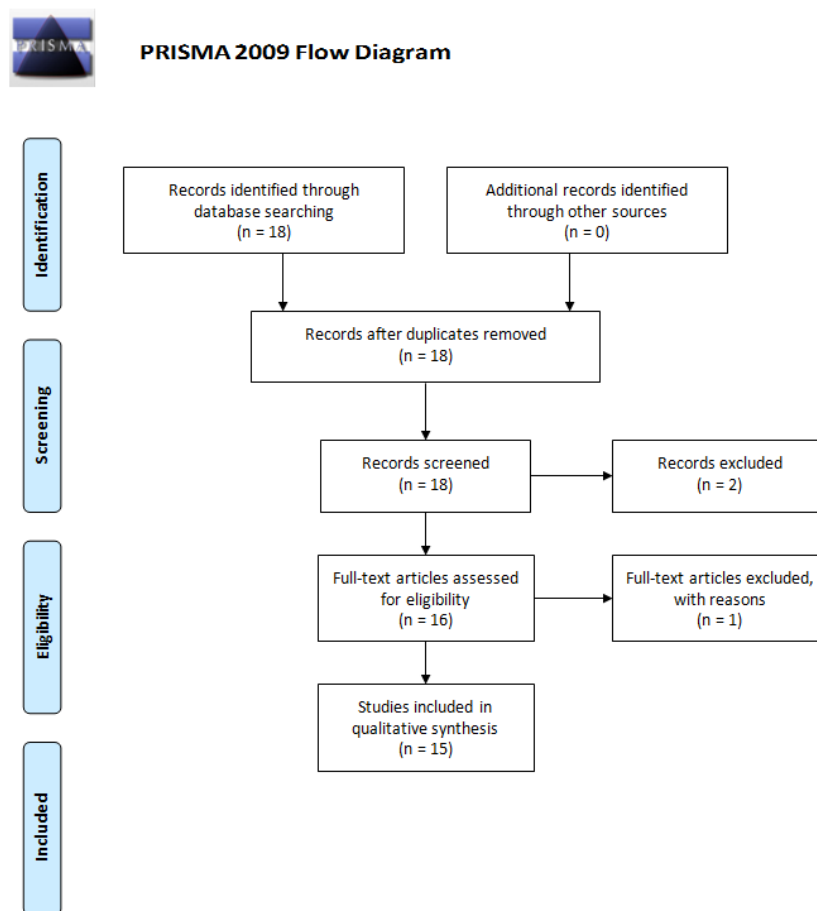 PRISMA
PRISMA 2009 Flow Diagram
Identification
Records identified through
database searching
(n = 18)
Additional records identified
through other sources
(n = 0)
Records after duplicates removed
(n = 18)
Screening
Records screened
(n = 18)
Records excluded
(n = 2)
Eligibility
Full-text articles assessed
for eligibility
(n = 16)
Full-text articles excluded,
with reasons
(n = 1)
Studies included in
qualitative synthesis
(n = 15)
Included